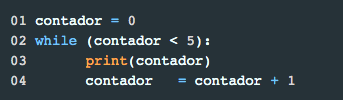 01 contador = 0
02 while (contador < 5):
03       print(contador)
04       contador   = contador + 1